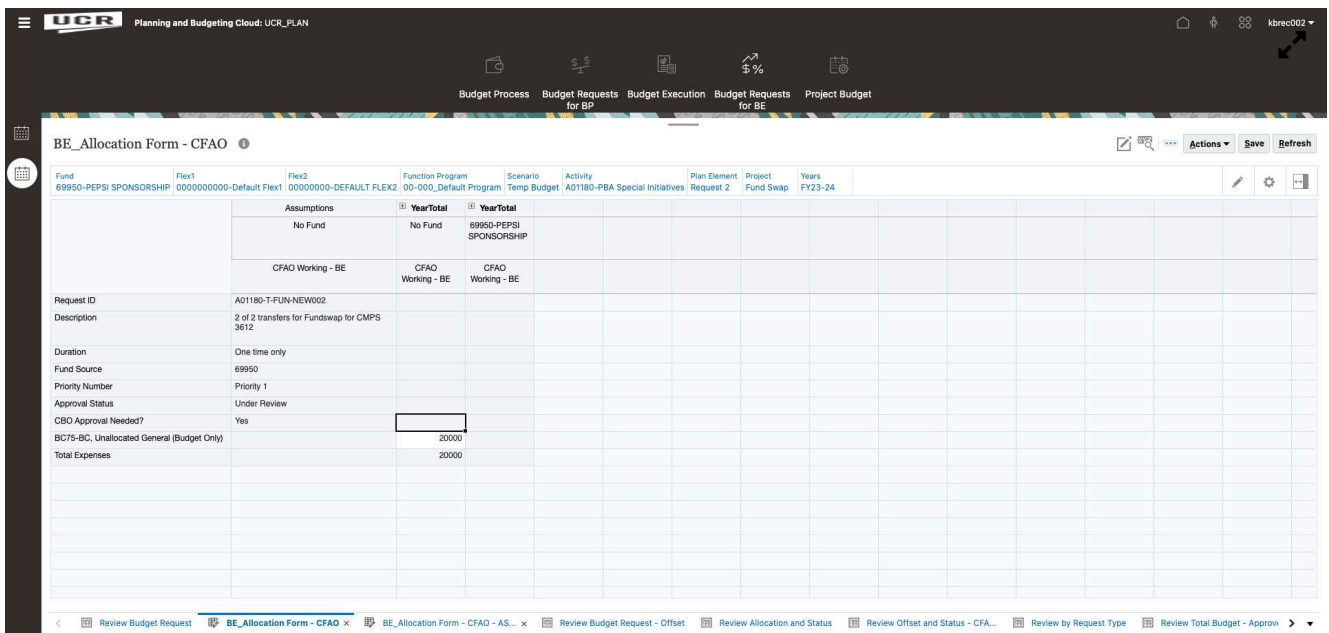 UCR Planning and Budgeting Cloud: UCR_PLAN kbrec002
Budget Process Budget Requests for BP Budget Execution Budget Requests for BE Project Budget
BE_Allocation Form - CFAO Actions Save Refresh
Fund Flex1 Flex2 Function Program Scenario Activity Plan Element Project Years
69950-PEPSI SPONSORSHIP 0000000000-Default Flex1 00000000-DEFAULT FLEX2 00-000_Default Program Temp Budget A01180-PBA Special Initiatives Request 2 Fund Swap FY23-24
Assumptions YearTotal YearTotal
No Fund No Fund 69950-PEPSI
SPONSORSHIP
CFAO Working - BE CFAO CFAO
Working - BE Working - BE
Request ID A01180-T-FUN-NEW002
Description 2 of 2 transfers for Fundswap for CMPS
3612
Duration One time only
Fund Source 69950
Priority Number Priority 1
Approval Status Under Review
CBO Approval Needed? Yes
BC75-BC, Unallocated General (Budget Only) 20000
Total Expenses 20000
Review Budget Request BE_Allocation Form - CFAO × BE_Allocation Form - CFAO - AS... × Review Budget Request - Offset Review Allocation and Status Review Offset and Status - CFA... Review by Request Type Review Total Budget - Approv